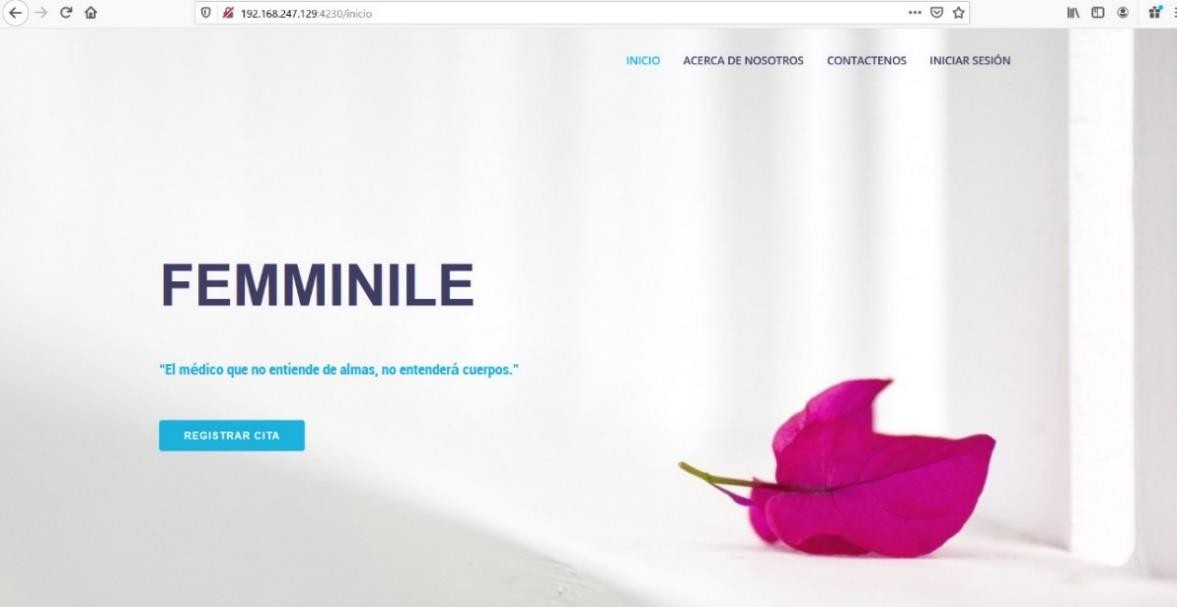 192.168.247.129:4230/inicio
INICIO ACERCA DE NOSOTROS CONTACTENOS INICIAR SESIÓN
FEMMINILE
“El médico que no entiende de almas, no entenderá cuerpos.”
REGISTRAR CITA